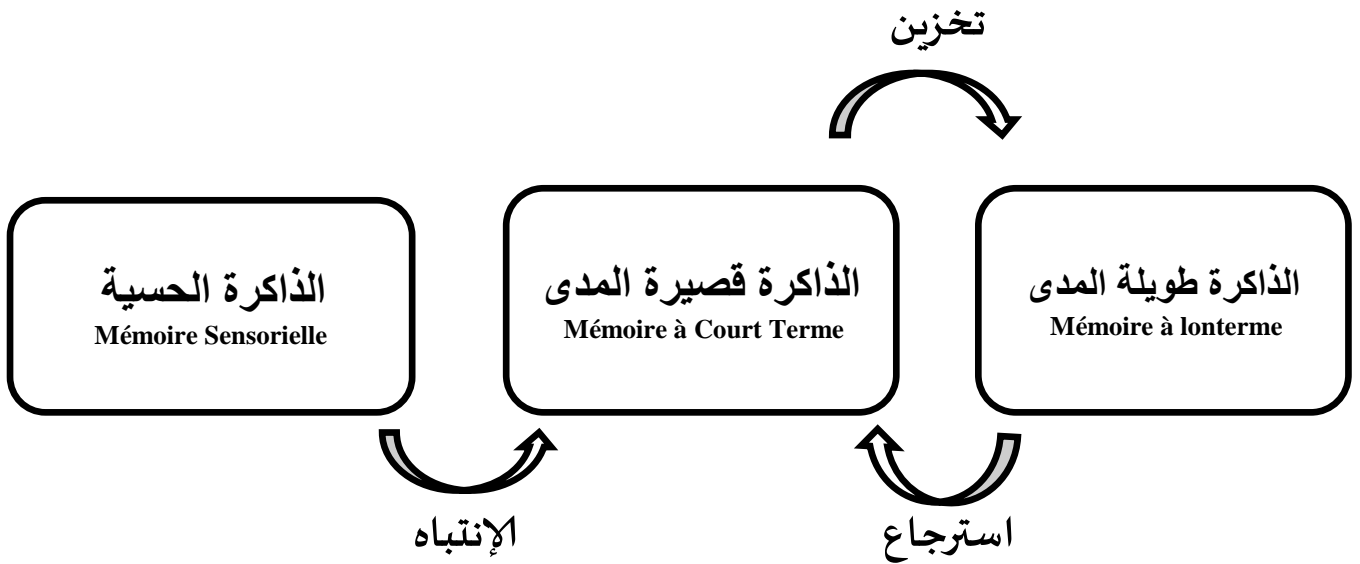 تخزين
الذاكرة الحسية
Mémoire Sensorielle
الذاكرة قصيرة المدى
Mémoire à Court Terme
الذاكرة طويلة المدى
Mémoire à lonterme
الإنتباه
استرجاع